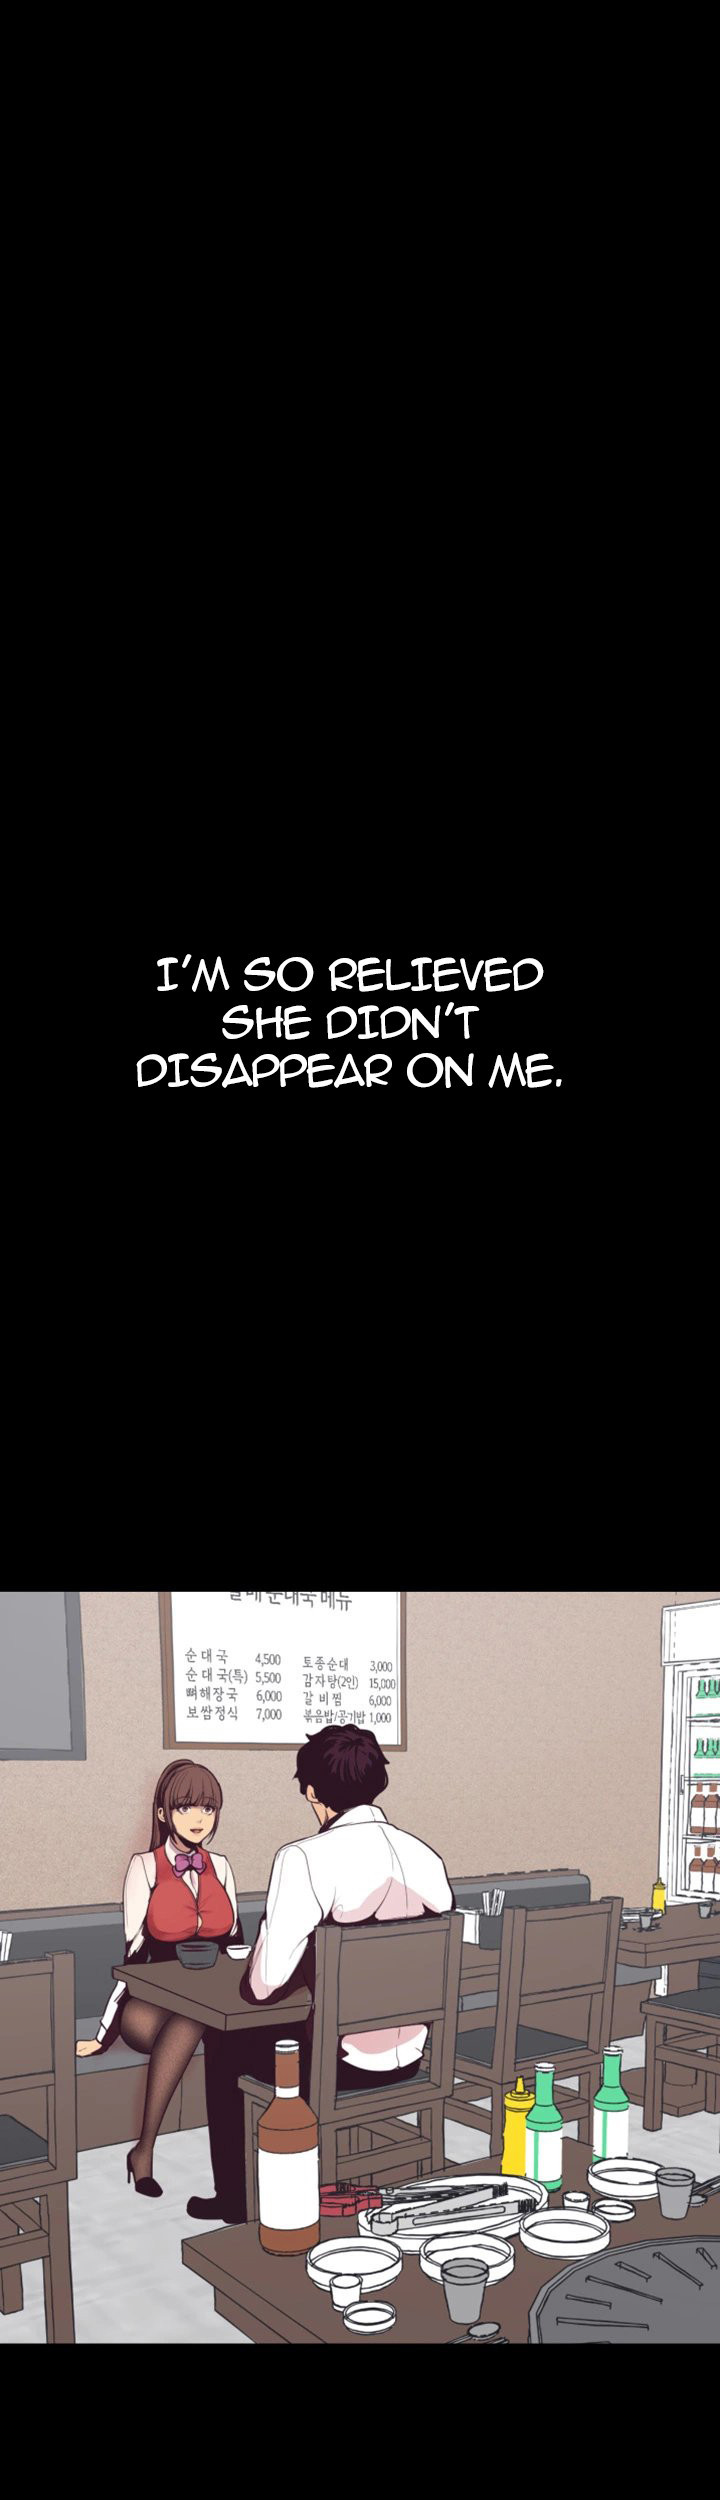 I'M SO RELIEVED
SHE DIDN'T
DISAPPEAR ON ME.
순대국 4,500
순대국(특) 5,500
뼈해장국 6,000
보쌈정식 7,000
토종순대 3,000
감자탕(2인) 15,000
갈비찜 6,000
볶음밥/공기밥 1,000